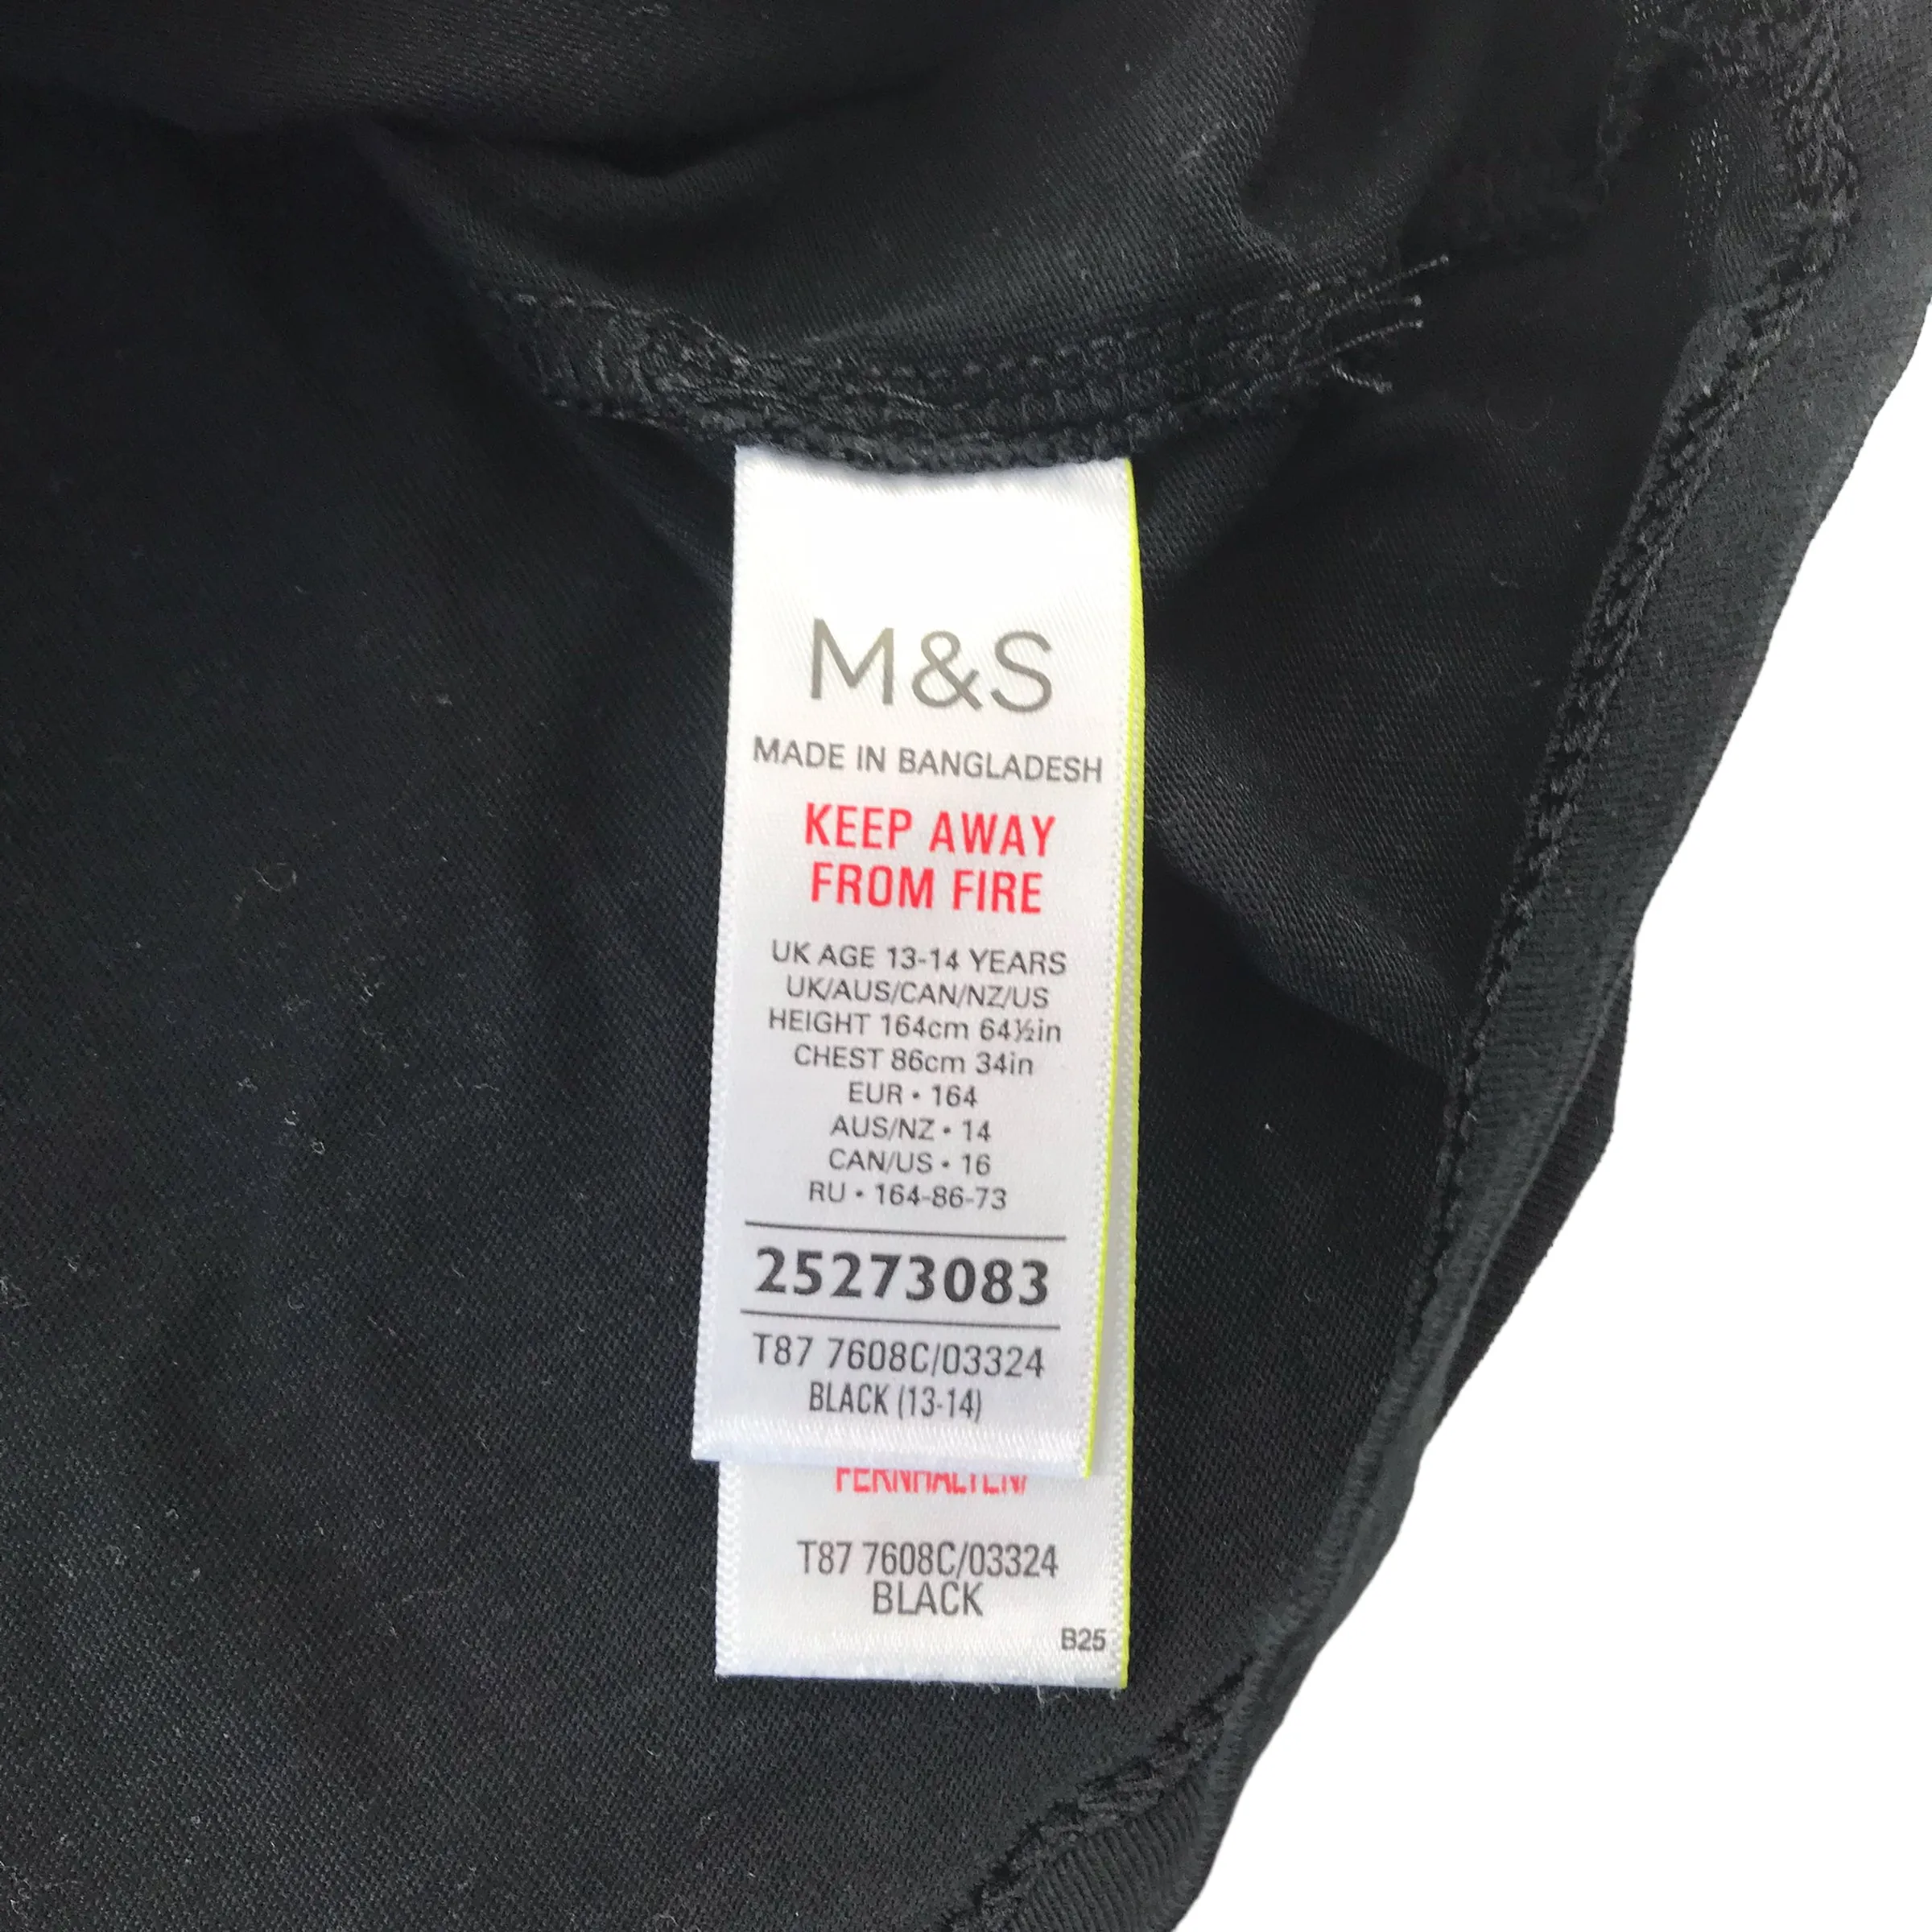 M&S
MADE IN BANGLADESH
KEEP AWAY
FROM FIRE
UK AGE 13-14 YEARS
UK/AUS/CAN/NZ/US
HEIGHT 164cm 64½in
CHEST 86cm 34in
EUR • 164
AUS/NZ • 14
CAN/US • 16
RU • 164-86-73
25273083
T87 7608C/03324
BLACK (13-14)
FERNHALTEN/
T87 7608C/03324
BLACK
B25